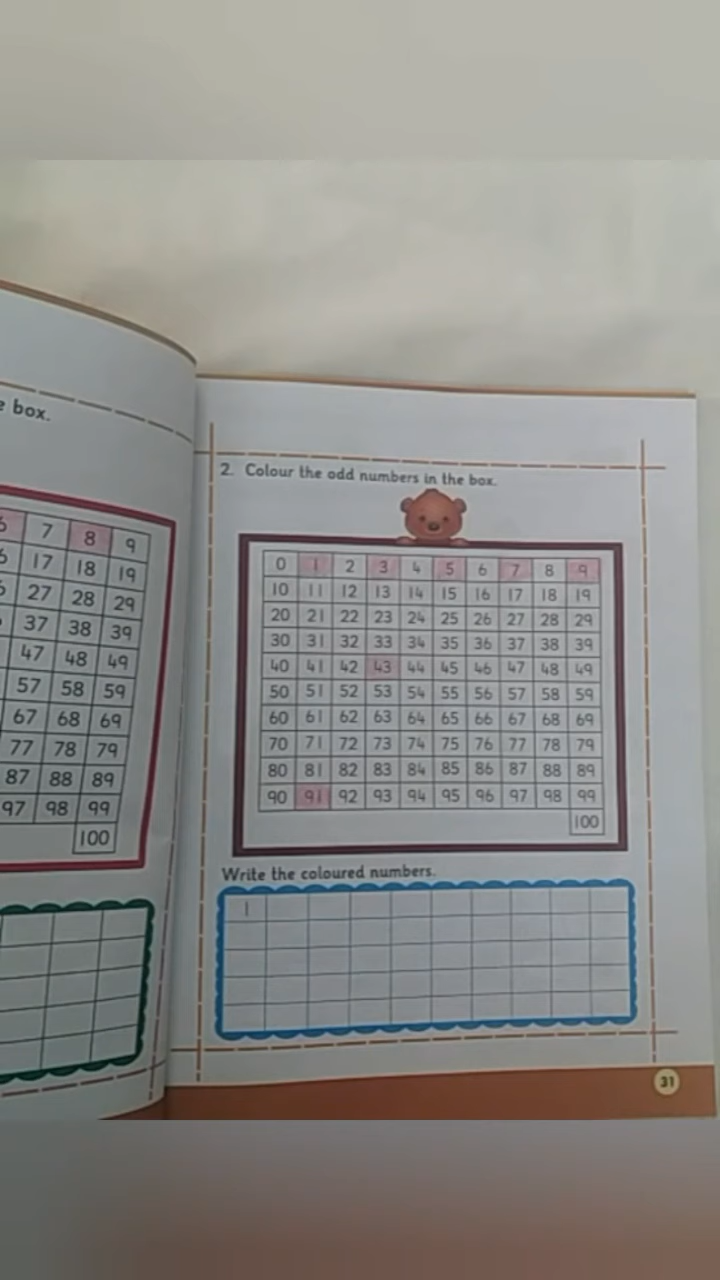 e box.
6 7 8 9
6 17 18 19
27 28 29
37 38 39
47 48 49
57 58 59
67 68 69
77 78 79
87 88 89
97 98 99
100
2. Colour the odd numbers in the box.
0 1 2 3 4 5 6 7 8 9
10 11 12 13 14 15 16 17 18 19
20 21 22 23 24 25 26 27 28 29
30 31 32 33 34 35 36 37 38 39
40 41 42 43 44 45 46 47 48 49
50 51 52 53 54 55 56 57 58 59
60 61 62 63 64 65 66 67 68 69
70 71 72 73 74 75 76 77 78 79
80 81 82 83 84 85 86 87 88 89
90 91 92 93 94 95 96 97 98 99
100
Write the coloured numbers.
1
31